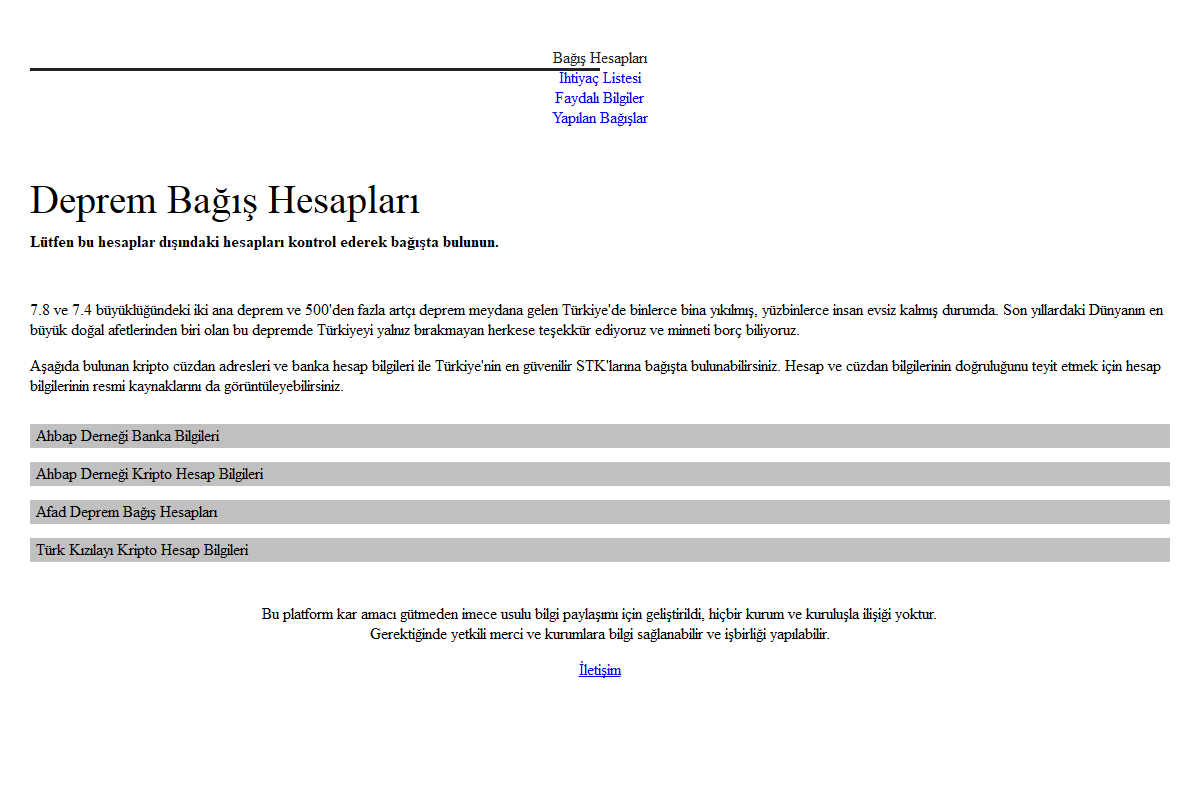 Bağış Hesapları
İhtiyaç Listesi
Faydalı Bilgiler
Yapılan Bağışlar
Deprem Bağış Hesapları
Lütfen bu hesaplar dışındaki hesapları kontrol ederek bağışta bulunun.
7.8 ve 7.4 büyüklüğündeki iki ana deprem ve 500'den fazla artçı deprem meydana gelen Türkiye'de binlerce bina yıkılmış, yüzbinlerce insan evsiz kalmış durumda. Son yıllardaki Dünyanın en
büyük doğal afetlerinden biri olan bu depremde Türkiyeyi yalnız bırakmayan herkese teşekkür ediyoruz ve minneti borç biliyoruz.
Aşağıda bulunan kripto cüzdan adresleri ve banka hesap bilgileri ile Türkiye'nin en güvenilir STK'larına bağışta bulunabilirsiniz. Hesap ve cüzdan bilgilerinin doğruluğunu teyit etmek için hesap
bilgilerinin resmi kaynaklarını da görüntüleyebilirsiniz.
Ahbap Derneği Banka Bilgileri
Ahbap Derneği Kripto Hesap Bilgileri
Afad Deprem Bağış Hesapları
Türk Kızılayı Kripto Hesap Bilgileri
Bu platform kar amacı gütmeden imece usulu bilgi paylaşımı için geliştirildi, hiçbir kurum ve kuruluşla ilişiği yoktur.
Gerektiğinde yetkili merci ve kurumlara bilgi sağlanabilir ve işbirliği yapılabilir.
İletişim